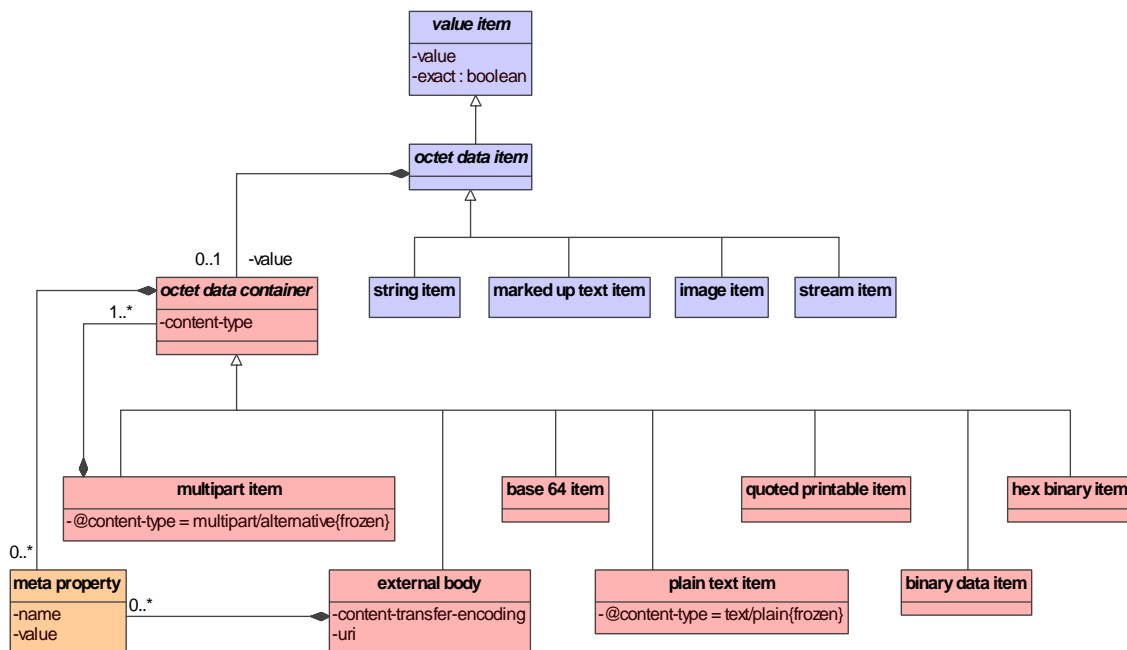 value item
-value
-exact : boolean
octet data item
0..1
-value
octet data container
-content-type
1..*
string item
marked up text item
image item
stream item
multipart item
-@content-type = multipart/alternative{frozen}
base 64 item
quoted printable item
hex binary item
0..*
meta property
-name
-value
0..*
external body
-content-transfer-encoding
-uri
plain text item
-@content-type = text/plain{frozen}
binary data item